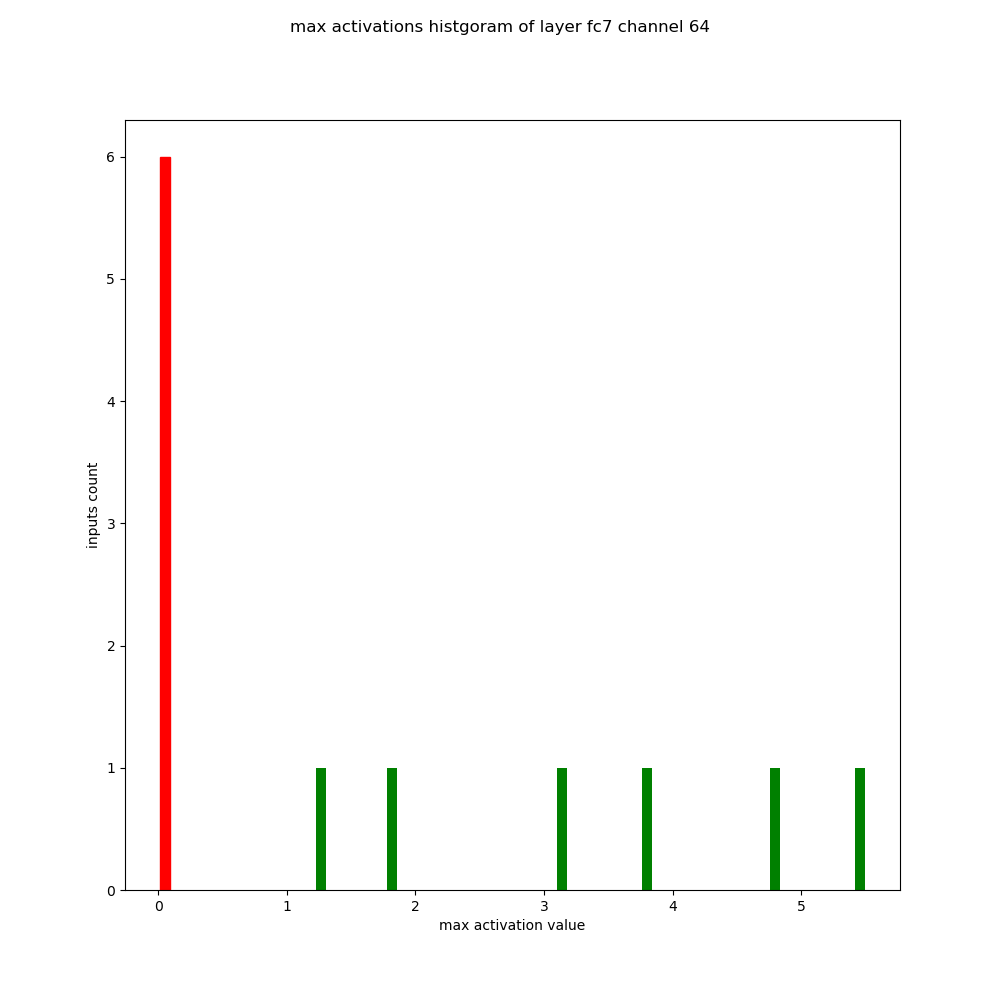 max activations histgoram of layer fc7 channel 64
6
5
4
3
2
1
0
inputs count
0 1 2 3 4 5
max activation value